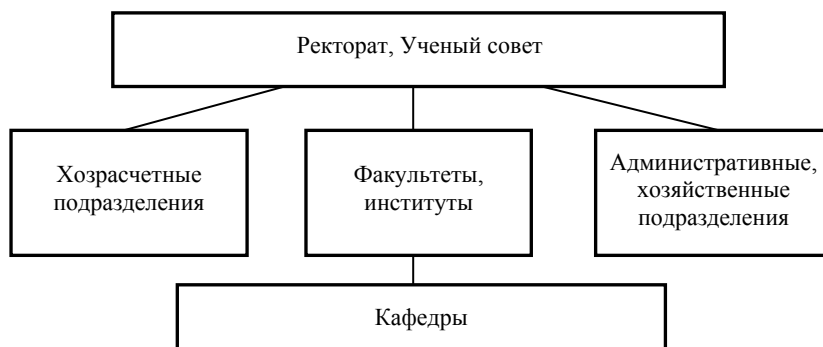 Ректорат, Ученый совет
Хозрасчетные
подразделения
Факультеты,
институты
Административные,
хозяйственные
подразделения
Кафедры